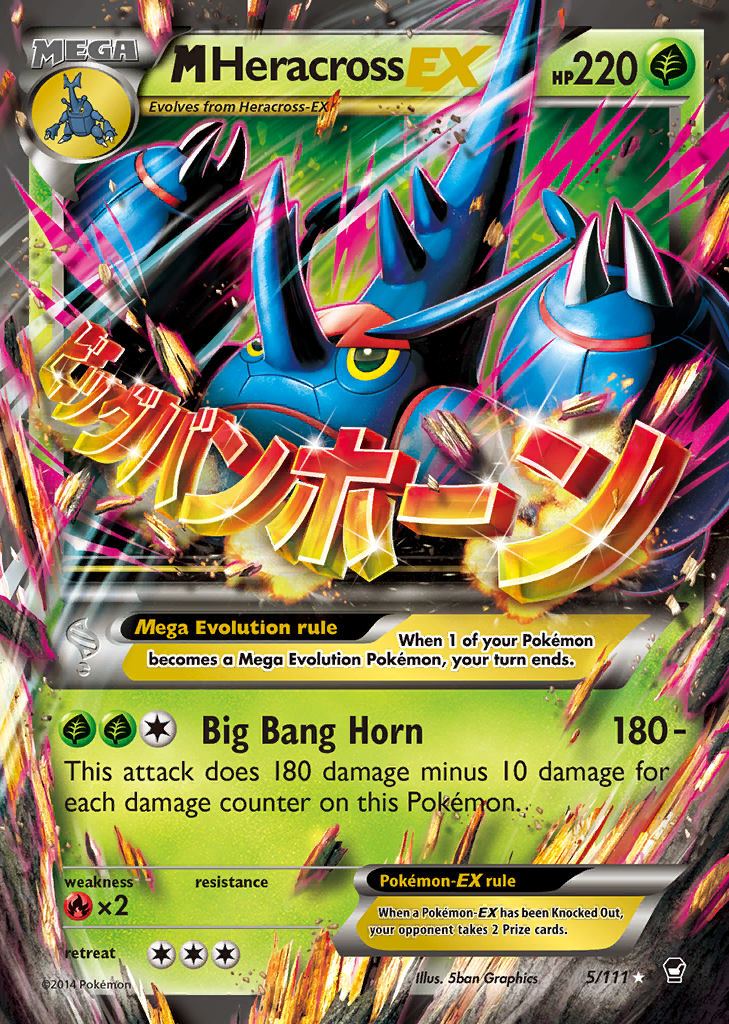 MEGA
MHeracrossEX
HP220
Evolves from Heracross-EX
ビッグバンホーン
Mega Evolution rule
When 1 of your Pokémon
becomes a Mega Evolution Pokémon, your turn ends.
Big Bang Horn 180-
This attack does 180 damage minus 10 damage for
each damage counter on this Pokémon.
weakness
resistance
×2
retreat
Pokémon-EX rule
When a Pokémon-EX has been Knocked Out,
your opponent takes 2 Prize cards.
©2014 Pokémon
Illus. 5ban Graphics
5/111